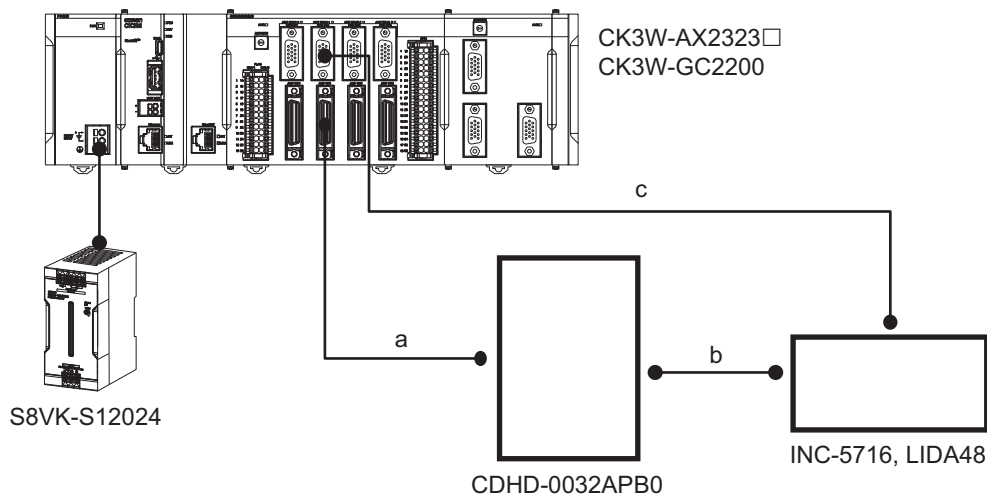 CK3W-AX2323□
CK3W-GC2200
c
a
b
S8VK-S12024
CDHD-0032APB0
INC-5716, LIDA48